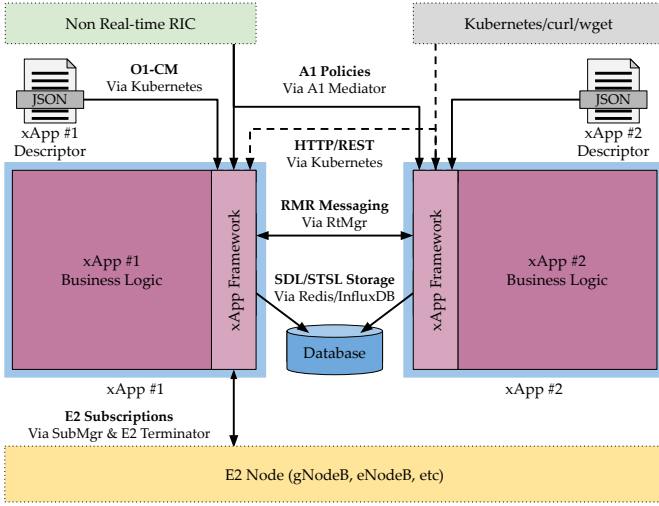 Non Real-time RIC
Kubernetes/curl/wget
JSON
xApp #1
Descriptor
O1-CM
Via Kubernetes
A1 Policies
Via A1 Mediator
JSON
xApp #2
Descriptor
HTTP/REST
Via Kubernetes
xApp #1
Business Logic
xApp Framework
RMR Messaging
Via RtMgr
xApp Framework
xApp #2
Business Logic
SDL/STSL Storage
Via Redis/InfluxDB
Database
xApp #1
xApp #2
E2 Subscriptions
Via SubMgr & E2 Terminator
E2 Node (gNodeB, eNodeB, etc)